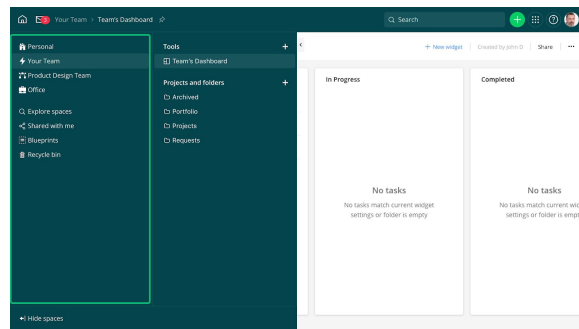 Your Team › Team's Dashboard
Search
Personal
Your Team
Product Design Team
Office
Explore spaces
Shared with me
Blueprints
Recycle bin
Hide spaces
Tools +
Team's Dashboard
Projects and folders +
Archived
Portfolio
Projects
Requests
+ New widget
Created by John D
Share
In Progress
No tasks
No tasks match current widget
settings or folder is empty
Completed
No tasks
No tasks match current wid
settings or folder is empt